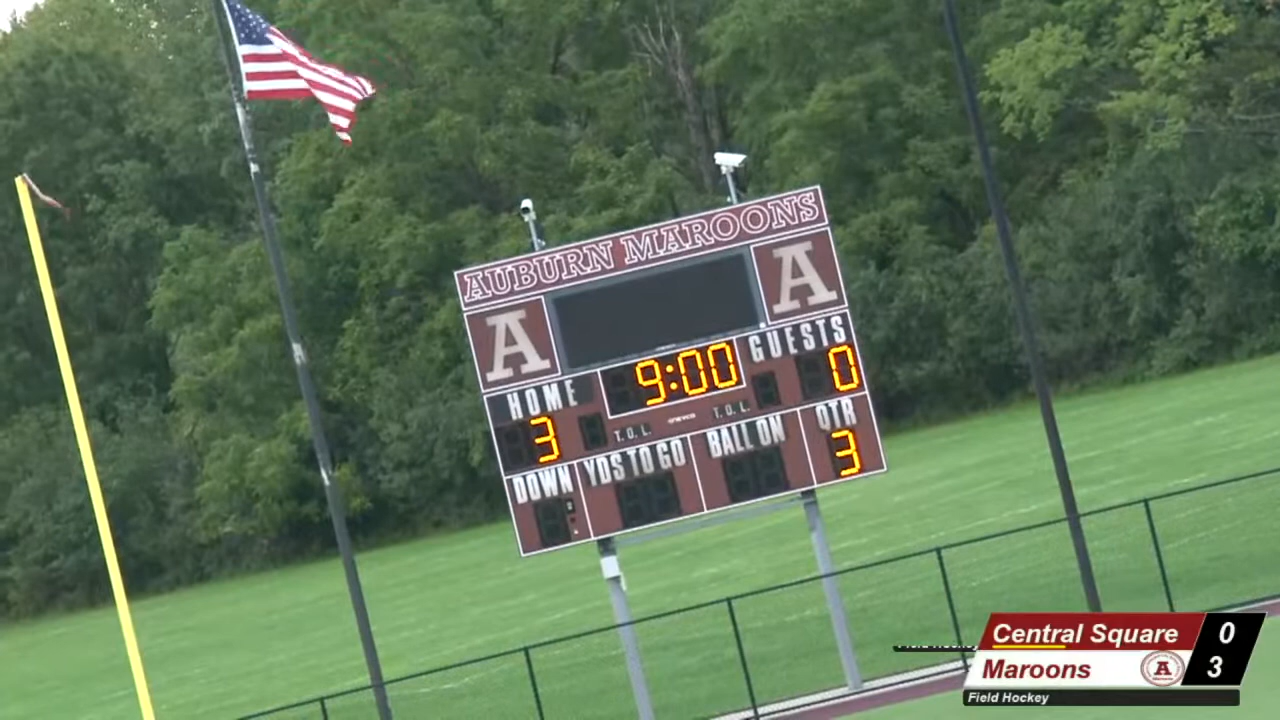 AUBURN MAROONS
A
A
9:00
HOME
GUESTS
3
0
T.O.L.
T.O.L.
DOWN
YDS TO GO
BALL ON
QTR
3
Central Square 0
Maroons A 3
Field Hockey